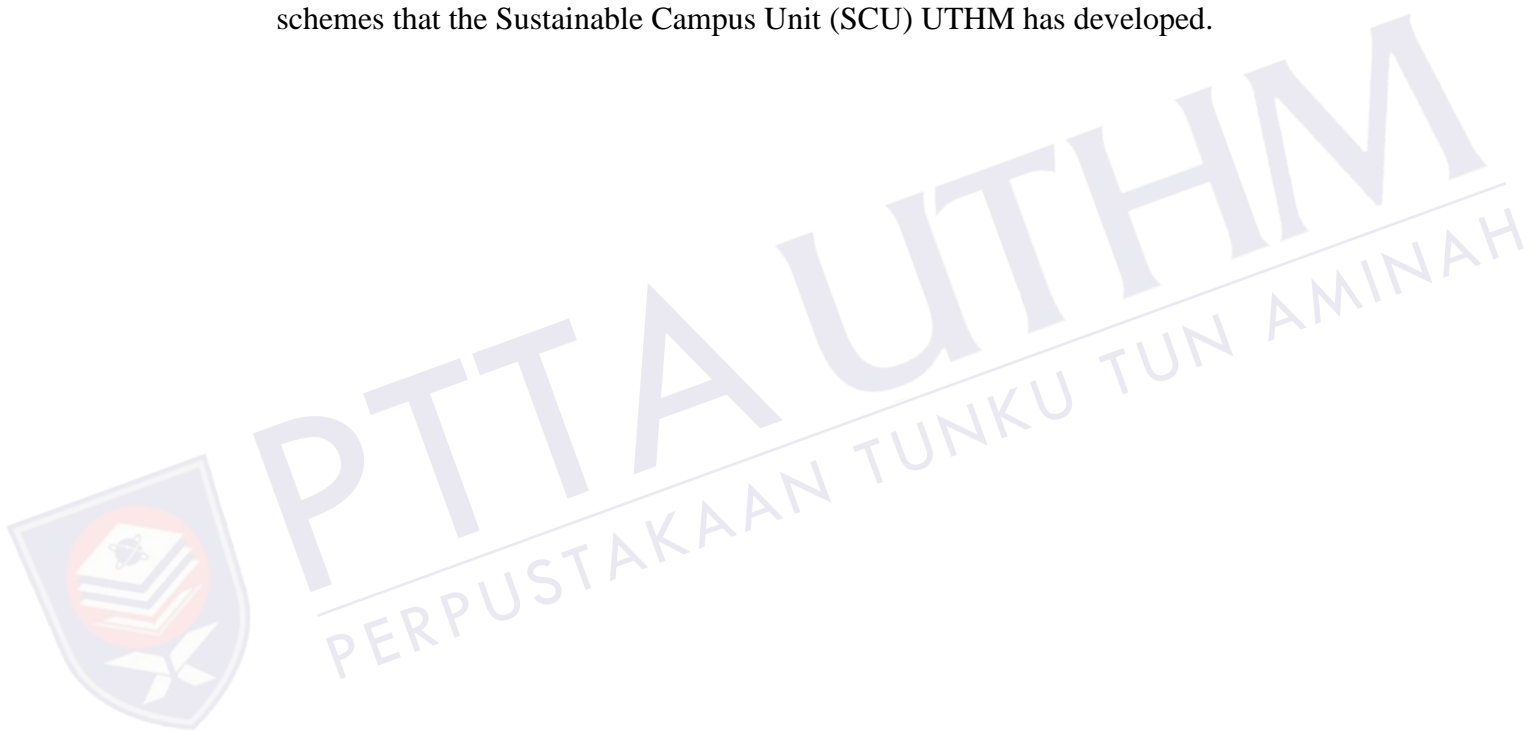 schemes that the Sustainable Campus Unit (SCU) UTHM has developed.
PTTA UTHM
PERPUSTAKAAN TUNKU TUN AMINAH